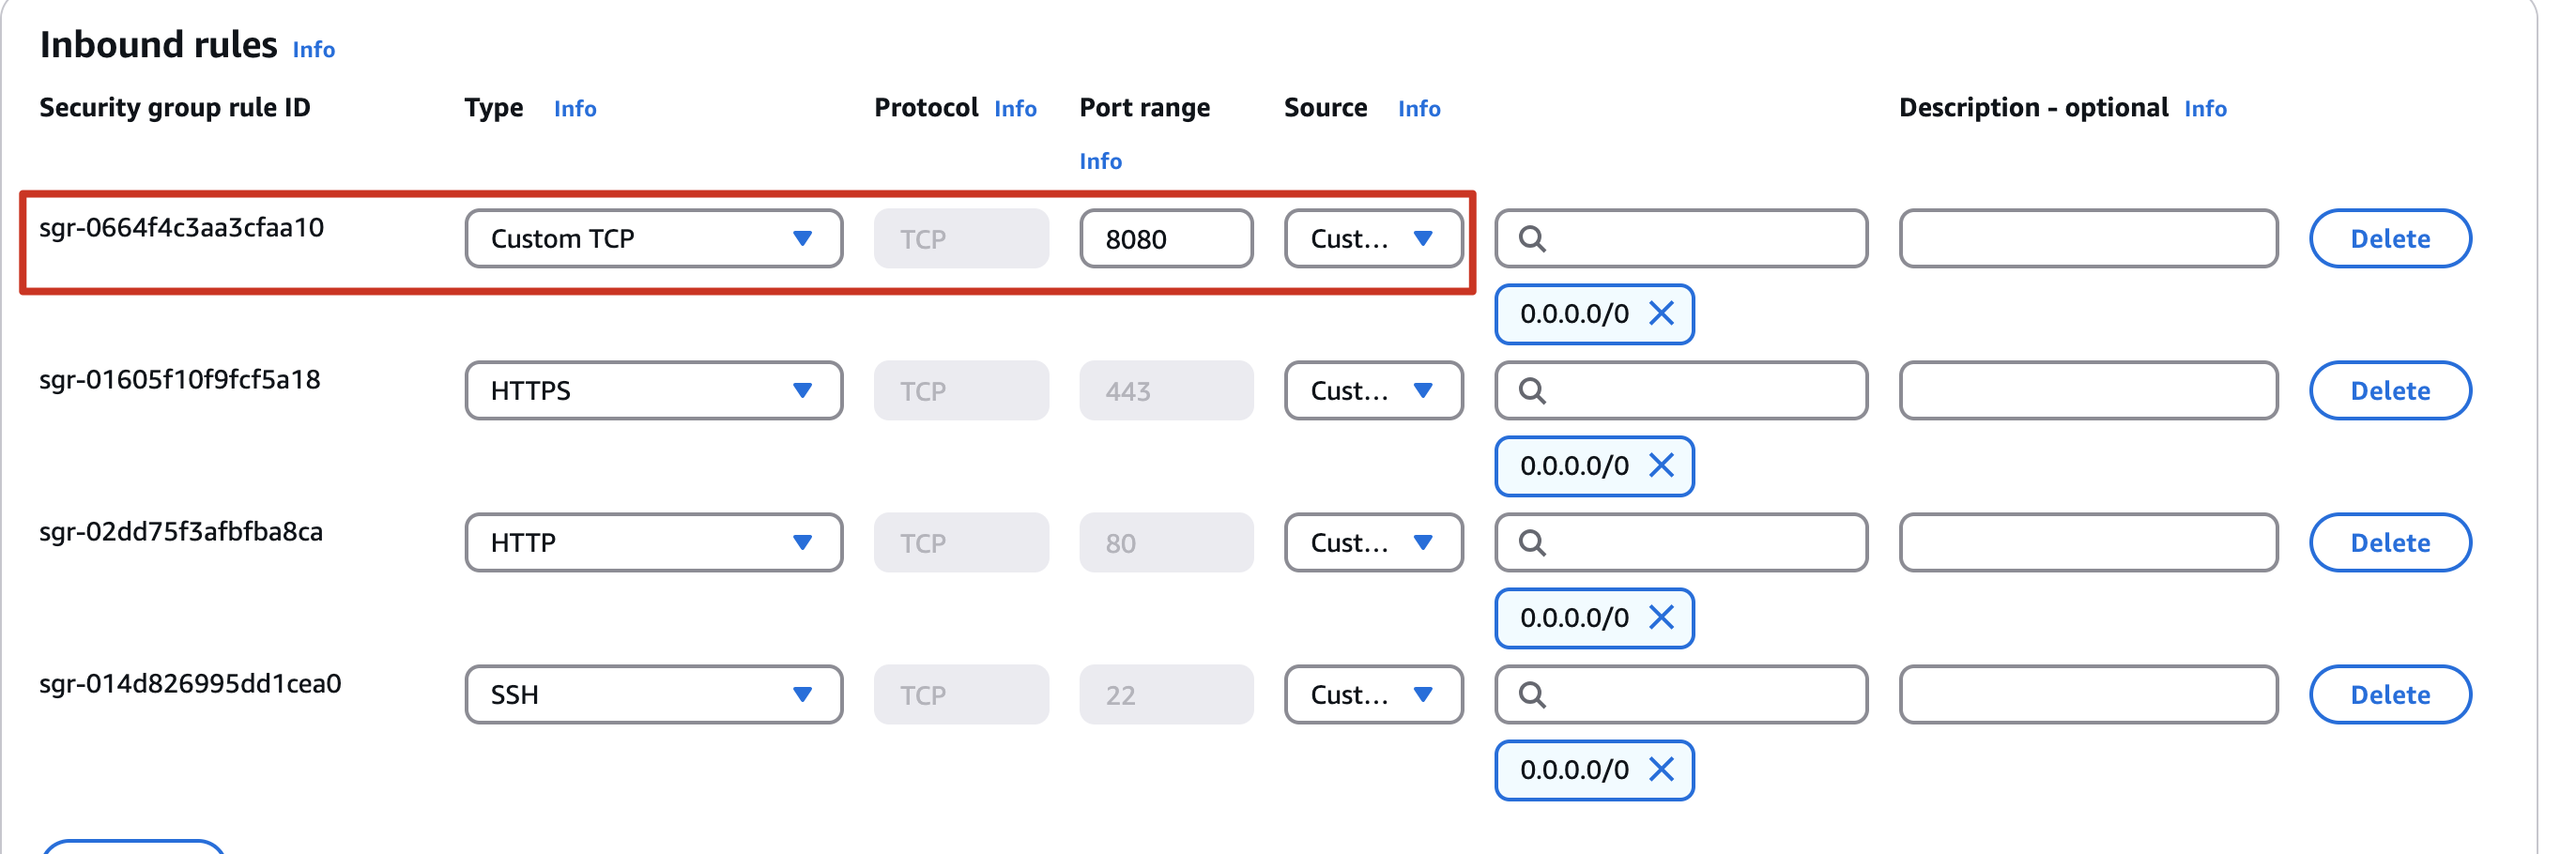 Inbound rules Info
Security group rule ID Type Info Protocol Info Port range Source Info Description - optional Info
Info
sgr-0664f4c3aa3cfaa10 Custom TCP TCP 8080 Cust... Delete
0.0.0.0/0
sgr-01605f10f9fcf5a18 HTTPS TCP 443 Cust... Delete
0.0.0.0/0
sgr-02dd75f3afbfba8ca HTTP TCP 80 Cust... Delete
0.0.0.0/0
sgr-014d826995dd1cea0 SSH TCP 22 Cust... Delete
0.0.0.0/0